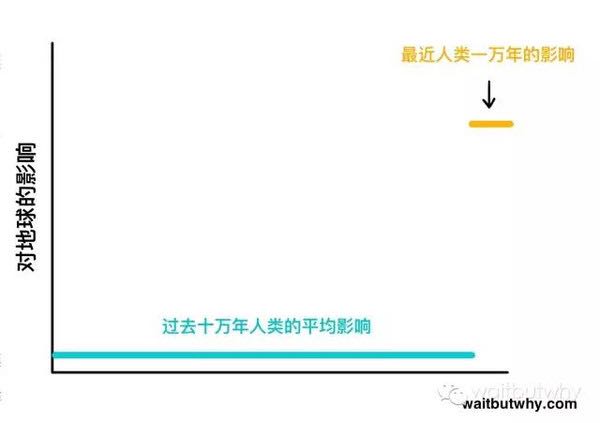 最近人类一万年的影响
对地球的影响
过去十万年人类的平均影响
waitbutwhy
waitbutwhy.com